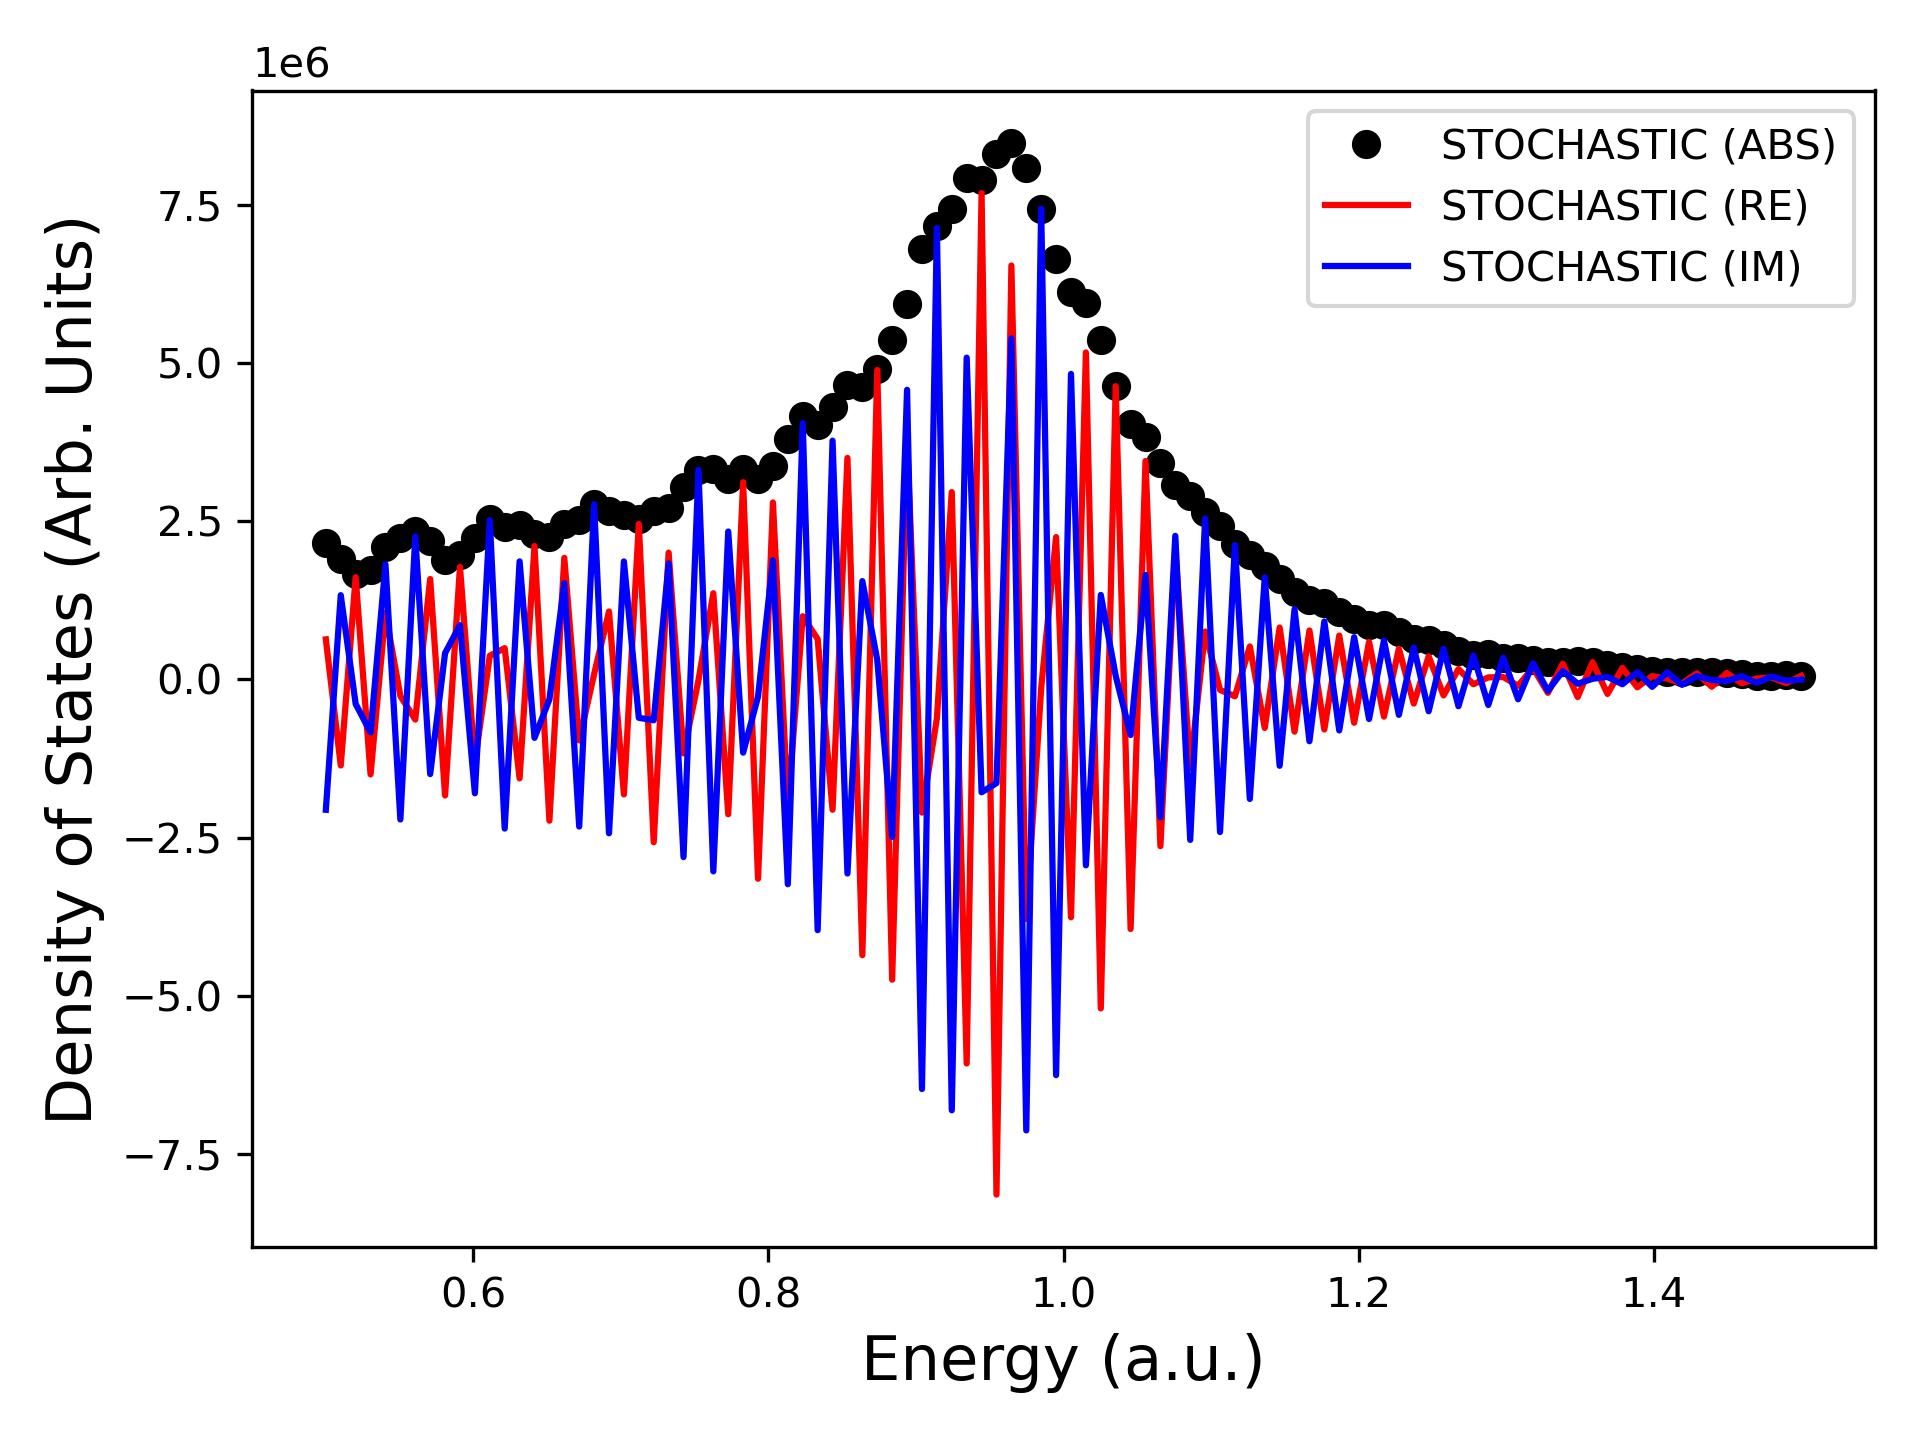 1e6
7.5
5.0
2.5
0.0
−2.5
−5.0
−7.5
Density of States (Arb. Units)
STOCHASTIC (ABS)
STOCHASTIC (RE)
STOCHASTIC (IM)
0.6
0.8
1.0
1.2
1.4
Energy (a.u.)